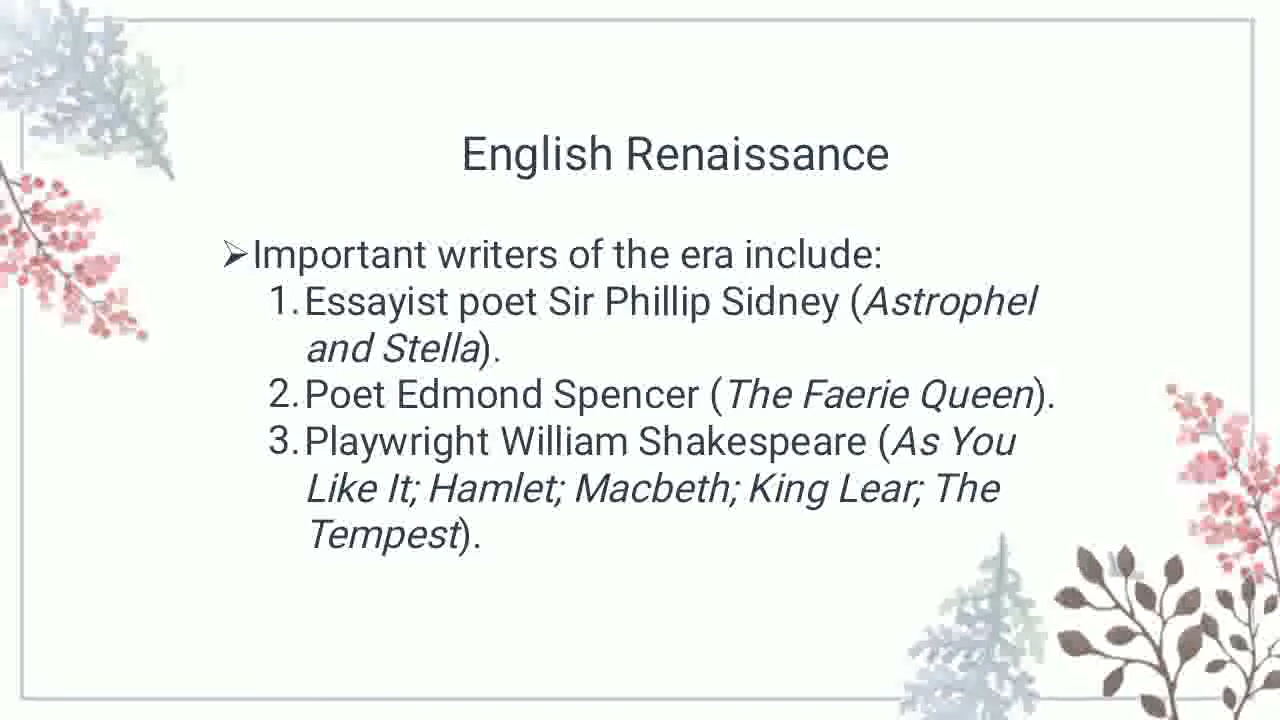 English Renaissance
➢Important writers of the era include:
1. Essayist poet Sir Phillip Sidney (Astrophel
and Stella).
2. Poet Edmond Spencer (The Faerie Queen).
3. Playwright William Shakespeare (As You
Like It; Hamlet; Macbeth; King Lear; The
Tempest).